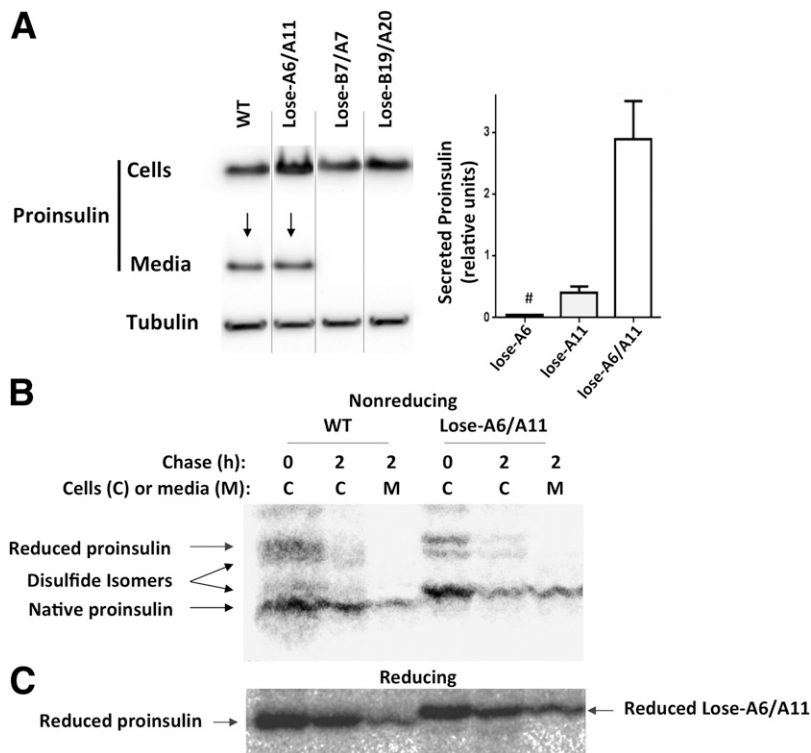 A
WT
Lose-A6/A11
Lose-B7/A7
Lose-B19/A20
Proinsulin
Cells
Media
Tubulin
Secreted Proinsulin
(relative units)
3
2
1
0
#
lose-A6
lose-A11
lose-A6/A11
B
Nonreducing
WT Lose-A6/A11
Chase (h): 0 2 2 0 2 2
Cells (C) or media (M): C C M C C M
Reduced proinsulin
Disulfide Isomers
Native proinsulin
C
Reducing
Reduced proinsulin
Reduced Lose-A6/A11